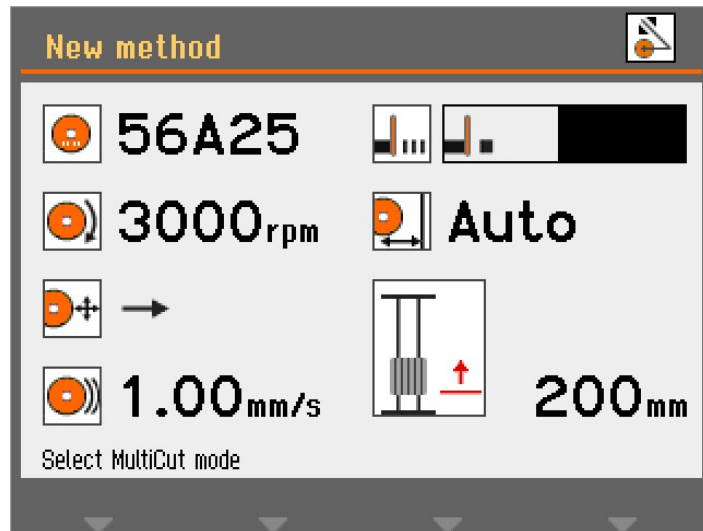 New method
56A25
3000rpm
Auto
1.00mm/s
200mm
Select MultiCut mode